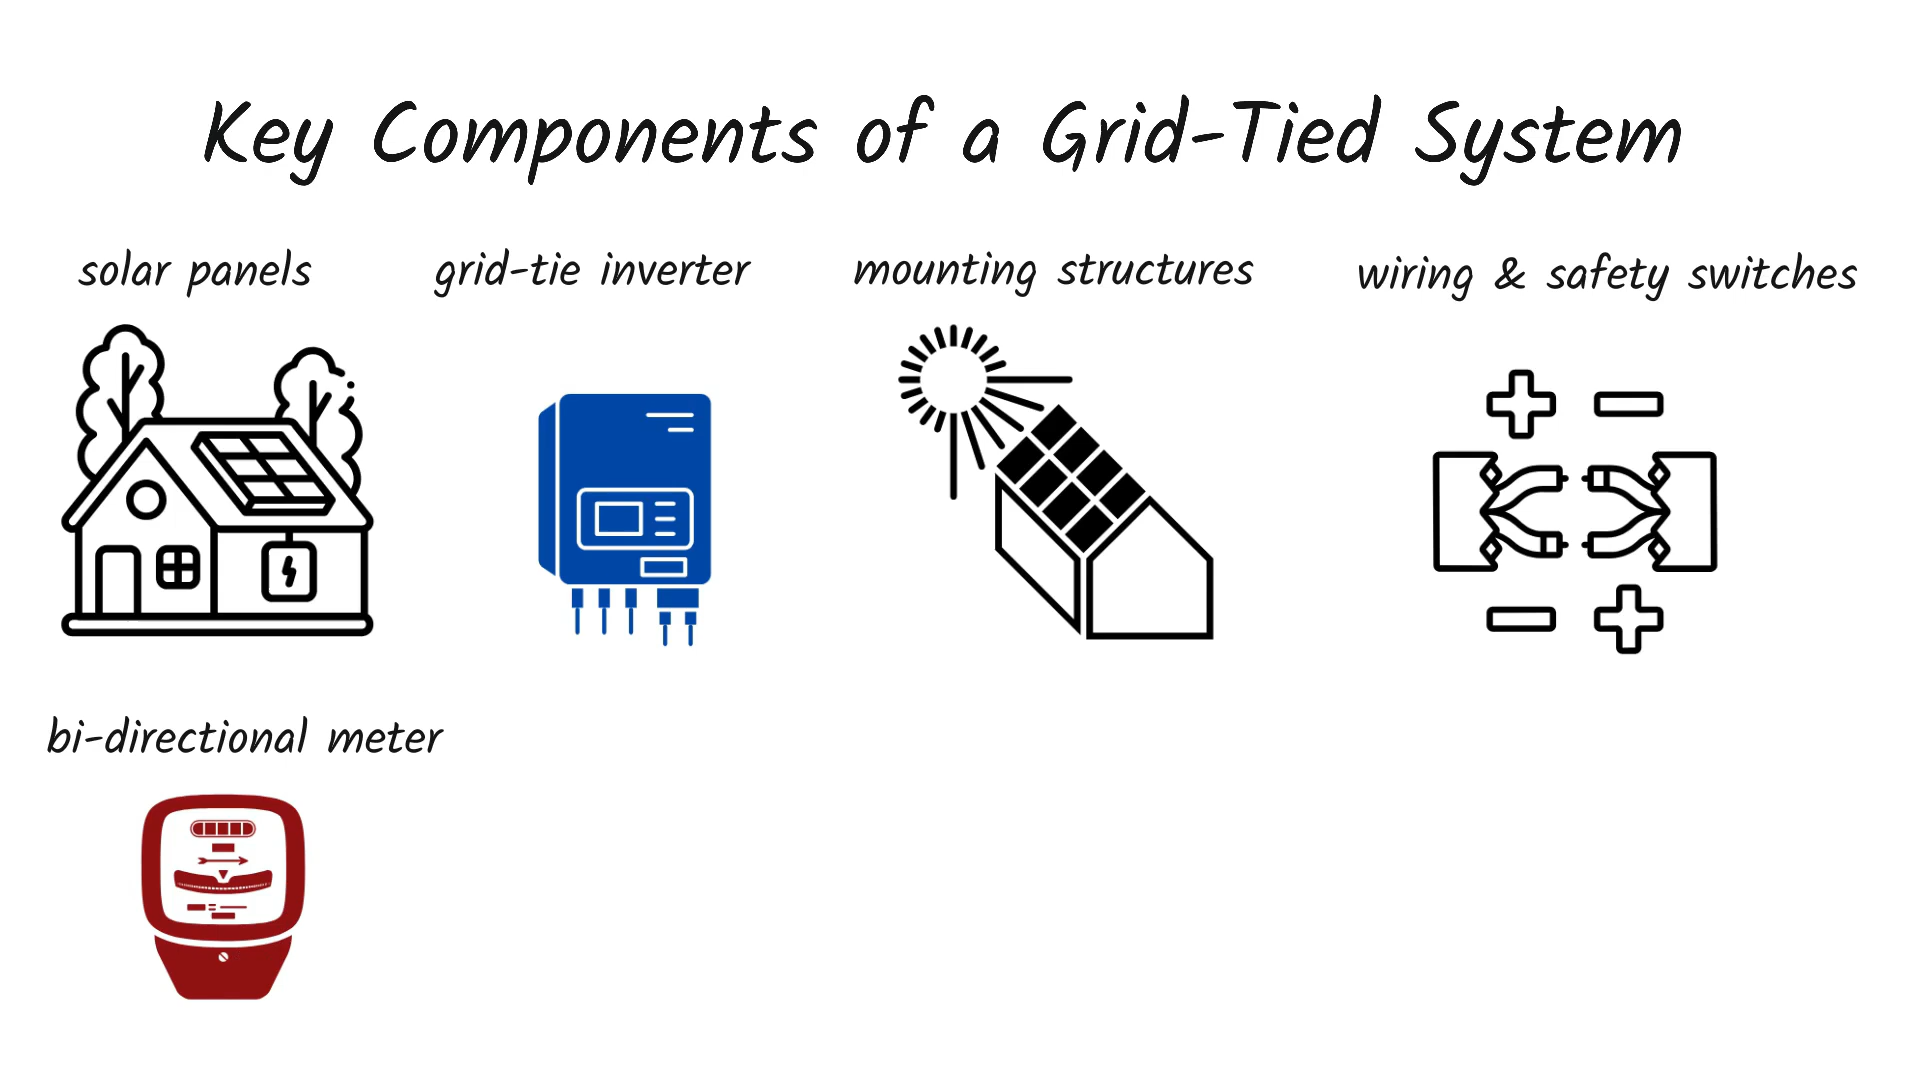 Key Components of a Grid-Tied System
solar panels
grid-tie inverter
mounting structures
wiring & safety switches
bi-directional meter